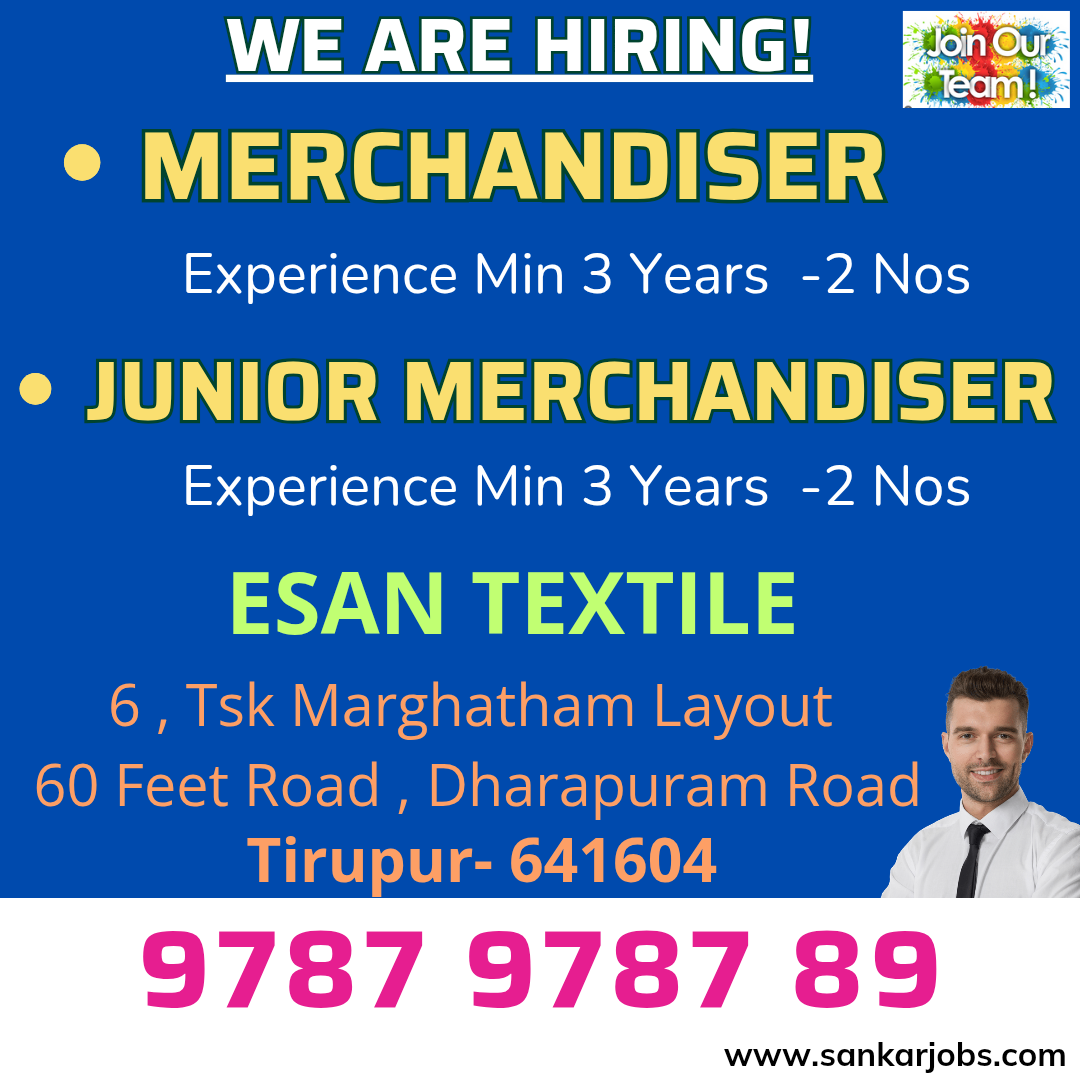 WE ARE HIRING!
Join Our
Team!
• MERCHANDISER
Experience Min 3 Years -2 Nos
• JUNIOR MERCHANDISER
Experience Min 3 Years -2 Nos
ESAN TEXTILE
6 , Tsk Marghatham Layout
60 Feet Road , Dharapuram Road
Tirupur- 641604
9787 9787 89
www.sankarjobs.com